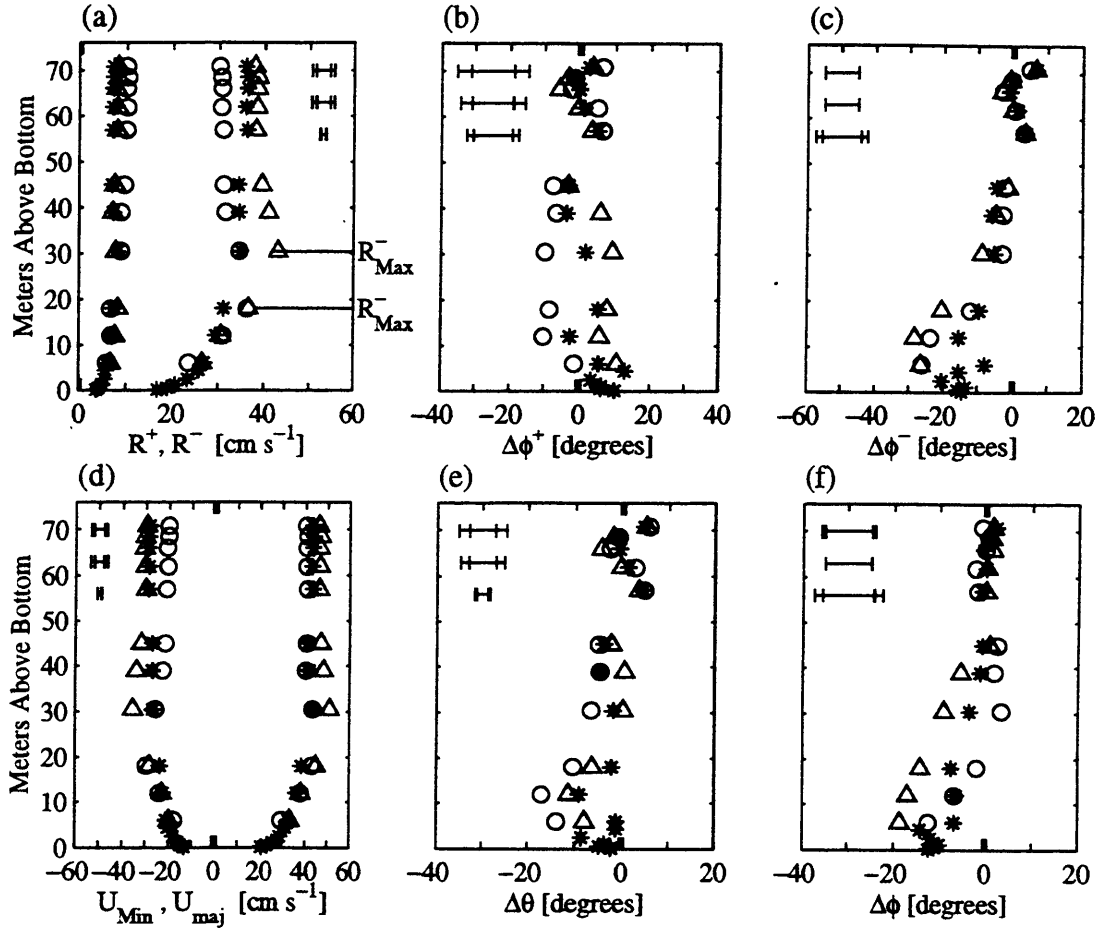 (a)
(b)
(c)
70
60
50
40
30
20
10
0
Meters Above Bottom
R⁻Max
R⁻Max
0 20 40 60
R⁺, R⁻ [cm s⁻¹]
−40 −20 0 20 40
Δϕ⁺ [degrees]
−60 −40 −20 0 20
Δϕ⁻ [degrees]
(d)
(e)
(f)
70
60
50
40
30
20
10
0
Meters Above Bottom
−60 −40 −20 0 20 40 60
UMin, Umaj [cm s⁻¹]
−40 −20 0 20
Δθ [degrees]
−40 −20 0 20
Δϕ [degrees]